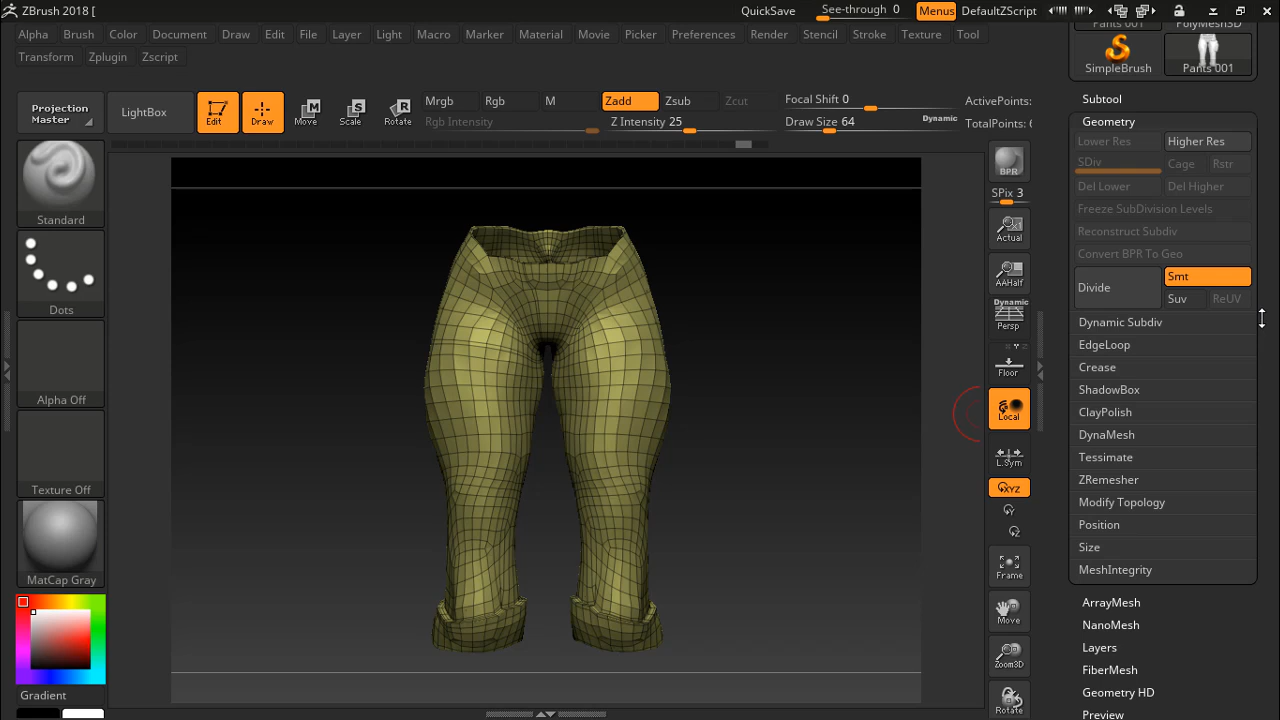 ZBrush 2018 [
QuickSave
See-through 0
Menus
DefaultZScript
Alpha Brush Color Document Draw Edit File Layer Light Macro Marker Material Movie Picker Preferences Render Stencil Stroke Texture Tool
Transform Zplugin Zscript
Projection
Master
LightBox
Edit
Draw
Move
Scale
Rotate
Mrgb Rgb M
Rgb Intensity
Zadd Zsub Zcut
Z Intensity 25
Focal Shift 0
Draw Size 64
Dynamic
ActivePoints:
TotalPoints: 6
Standard
Dots
Alpha Off
Texture Off
MatCap Gray
Gradient
BPR
SPix 3
Actual
AAHalf
Dynamic
Persp
Floor
Local
L.Sym
XYZ
Y
Z
Frame
Move
Zoom3D
Rotate
Pants 001 PolyMesh3D
SimpleBrush Pants 001
Subtool
Geometry
Lower Res Higher Res
SDiv Cage Rstr
Del Lower Del Higher
Freeze SubDivision Levels
Reconstruct Subdiv
Convert BPR To Geo
Divide
Smt
Suv ReUV
Dynamic Subdiv
EdgeLoop
Crease
ShadowBox
ClayPolish
DynaMesh
Tessimate
ZRemesher
Modify Topology
Position
Size
MeshIntegrity
ArrayMesh
NanoMesh
Layers
FiberMesh
Geometry HD
Preview